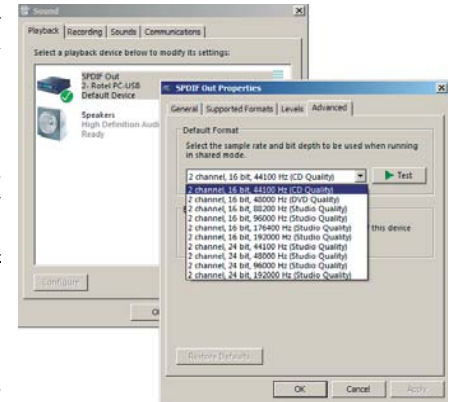 Sound
Playback
Recording
Sounds
Communications
Select a playback device below to modify its settings:
SPDIF Out
2- Rotel PC-USB
Default Device
Speakers
High Definition Audi
Ready
Configure
SPDIF Out Properties
General
Supported Formats
Levels
Advanced
Default Format
Select the sample rate and bit depth to be used when running
in shared mode.
2 channel, 16 bit, 44100 Hz (CD Quality)
Test
2 channel, 16 bit, 44100 Hz (CD Quality)
2 channel, 16 bit, 48000 Hz (DVD Quality)
2 channel, 16 bit, 88200 Hz (Studio Quality)
2 channel, 16 bit, 96000 Hz (Studio Quality)
2 channel, 16 bit, 176400 Hz (Studio Quality)
2 channel, 16 bit, 192000 Hz (Studio Quality)
2 channel, 24 bit, 44100 Hz (Studio Quality)
2 channel, 24 bit, 48000 Hz (Studio Quality)
2 channel, 24 bit, 96000 Hz (Studio Quality)
2 channel, 24 bit, 192000 Hz (Studio Quality)
this device
Restore Defaults
OK
Cancel
Apply